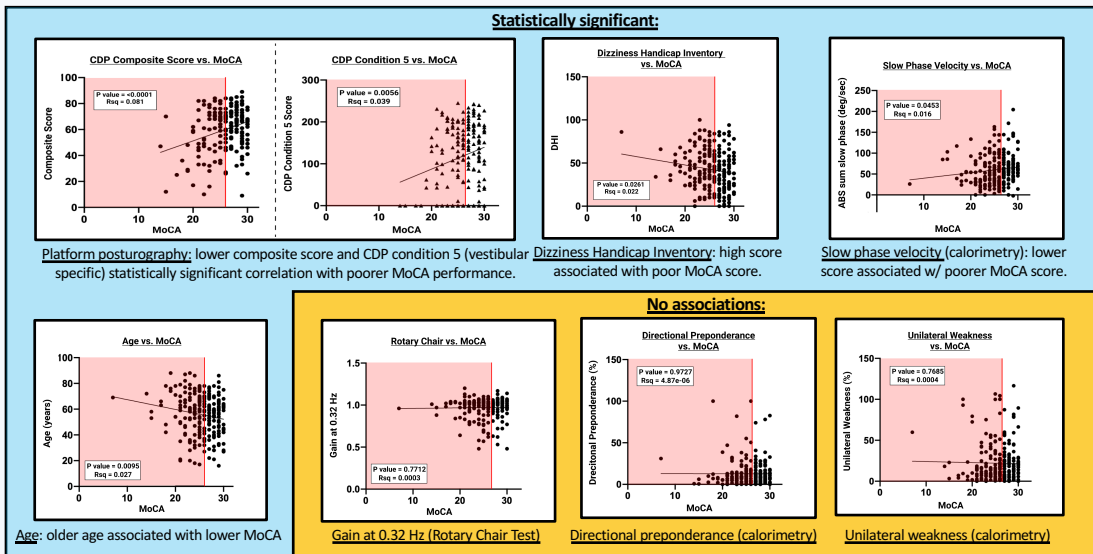 Statistically significant:
CDP Composite Score vs. MoCA
P value = <0.0001
Rsq = 0.081
Composite Score
100
80
60
40
20
0
0 10 20 30
MoCA
CDP Condition 5 vs. MoCA
P value = 0.0056
Rsq = 0.039
CDP Condition 5 Score
300
200
100
0
0 10 20 30
MoCA
Platform posturography: lower composite score and CDP condition 5 (vestibular
specific) statistically significant correlation with poorer MoCA performance.
Dizziness Handicap Inventory
vs. MoCA
DHI
150
100
50
0
P value = 0.0261
Rsq = 0.022
0 10 20 30
MoCA
Dizziness Handicap Inventory: high score
associated with poor MoCA score.
Slow Phase Velocity vs. MoCA
P value = 0.0453
Rsq = 0.016
ABS sum slow phase (deg/sec)
250
200
150
100
50
0
0 10 20 30
MoCA
Slow phase velocity (calorimetry): lower
score associated w/ poorer MoCA score.
Age vs. MoCA
Age (years)
100
80
60
40
20
0
P value = 0.0095
Rsq = 0.027
0 10 20 30
MoCA
Age: older age associated with lower MoCA
No associations:
Rotary Chair vs. MoCA
Gain at 0.32 Hz
1.5
1.0
0.5
0.0
P value = 0.7712
Rsq = 0.0003
0 10 20 30
MoCA
Gain at 0.32 Hz (Rotary Chair Test)
Directional Preponderance
vs. MoCA
P value = 0.9727
Rsq = 4.87e-06
Drectional Preponderance (%)
150
100
50
0
0 10 20 30
MoCA
Directional preponderance (calorimetry)
Unilateral Weakness
vs. MoCA
P value = 0.7685
Rsq = 0.0004
Unilateral Weakness (%)
150
100
50
0
0 10 20 30
MoCA
Unilateral weakness (calorimetry)